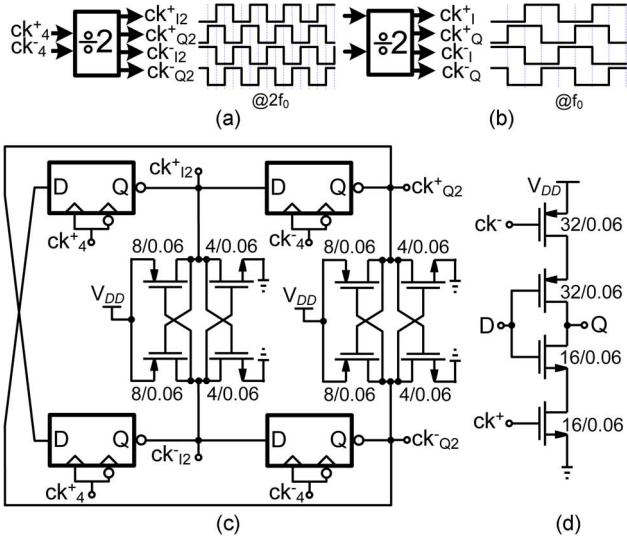 ck+4
ck-4
÷2
ck+I2
ck+Q2
ck-I2
ck-Q2
@2f0
(a)
÷2
ck+I
ck+Q
ck-I
ck-Q
@f0
(b)
D Q
ck+4
ck+I2
D Q
ck-4
ck+Q2
8/0.06 4/0.06
VDD
8/0.06 4/0.06
8/0.06 4/0.06
VDD
8/0.06 4/0.06
D Q
ck+4
ck-I2
D Q
ck-4
ck-Q2
(c)
VDD
ck-
32/0.06
32/0.06
D Q
16/0.06
ck+
16/0.06
(d)